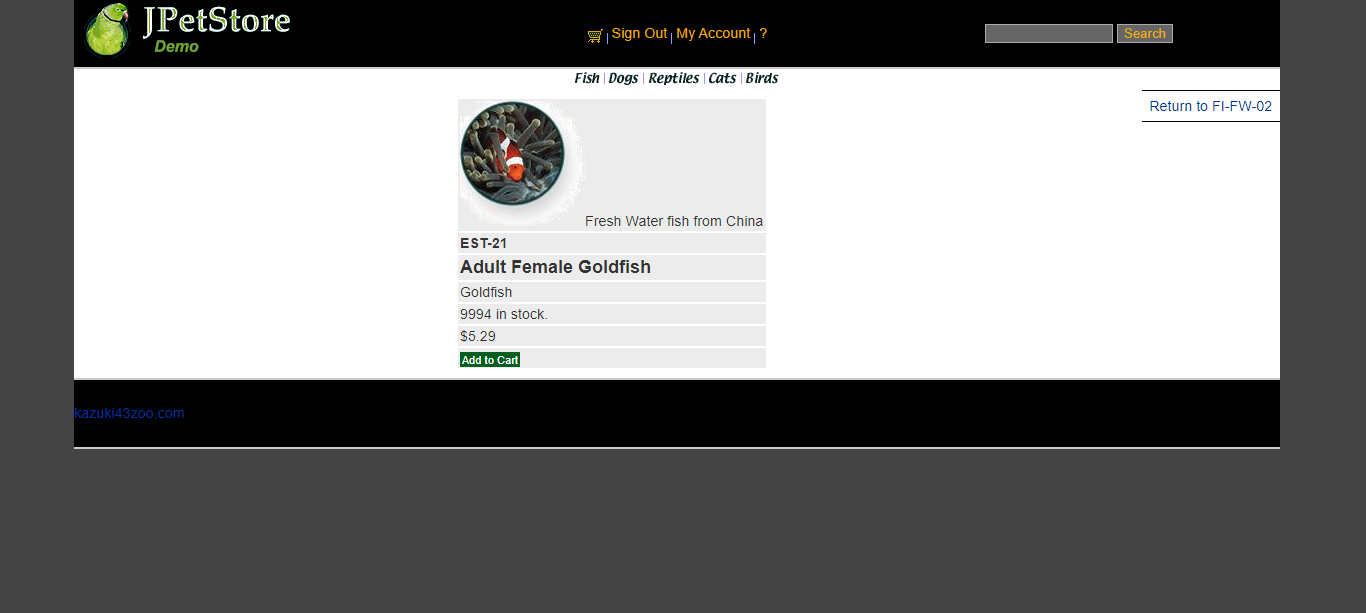 JPetStore
Demo
Sign Out | My Account | ?
Search
Fish | Dogs | Reptiles | Cats | Birds
Return to FI-FW-02
Fresh Water fish from China
EST-21
Adult Female Goldfish
Goldfish
9994 in stock.
$5.29
Add to Cart
kazuki43zoo.com